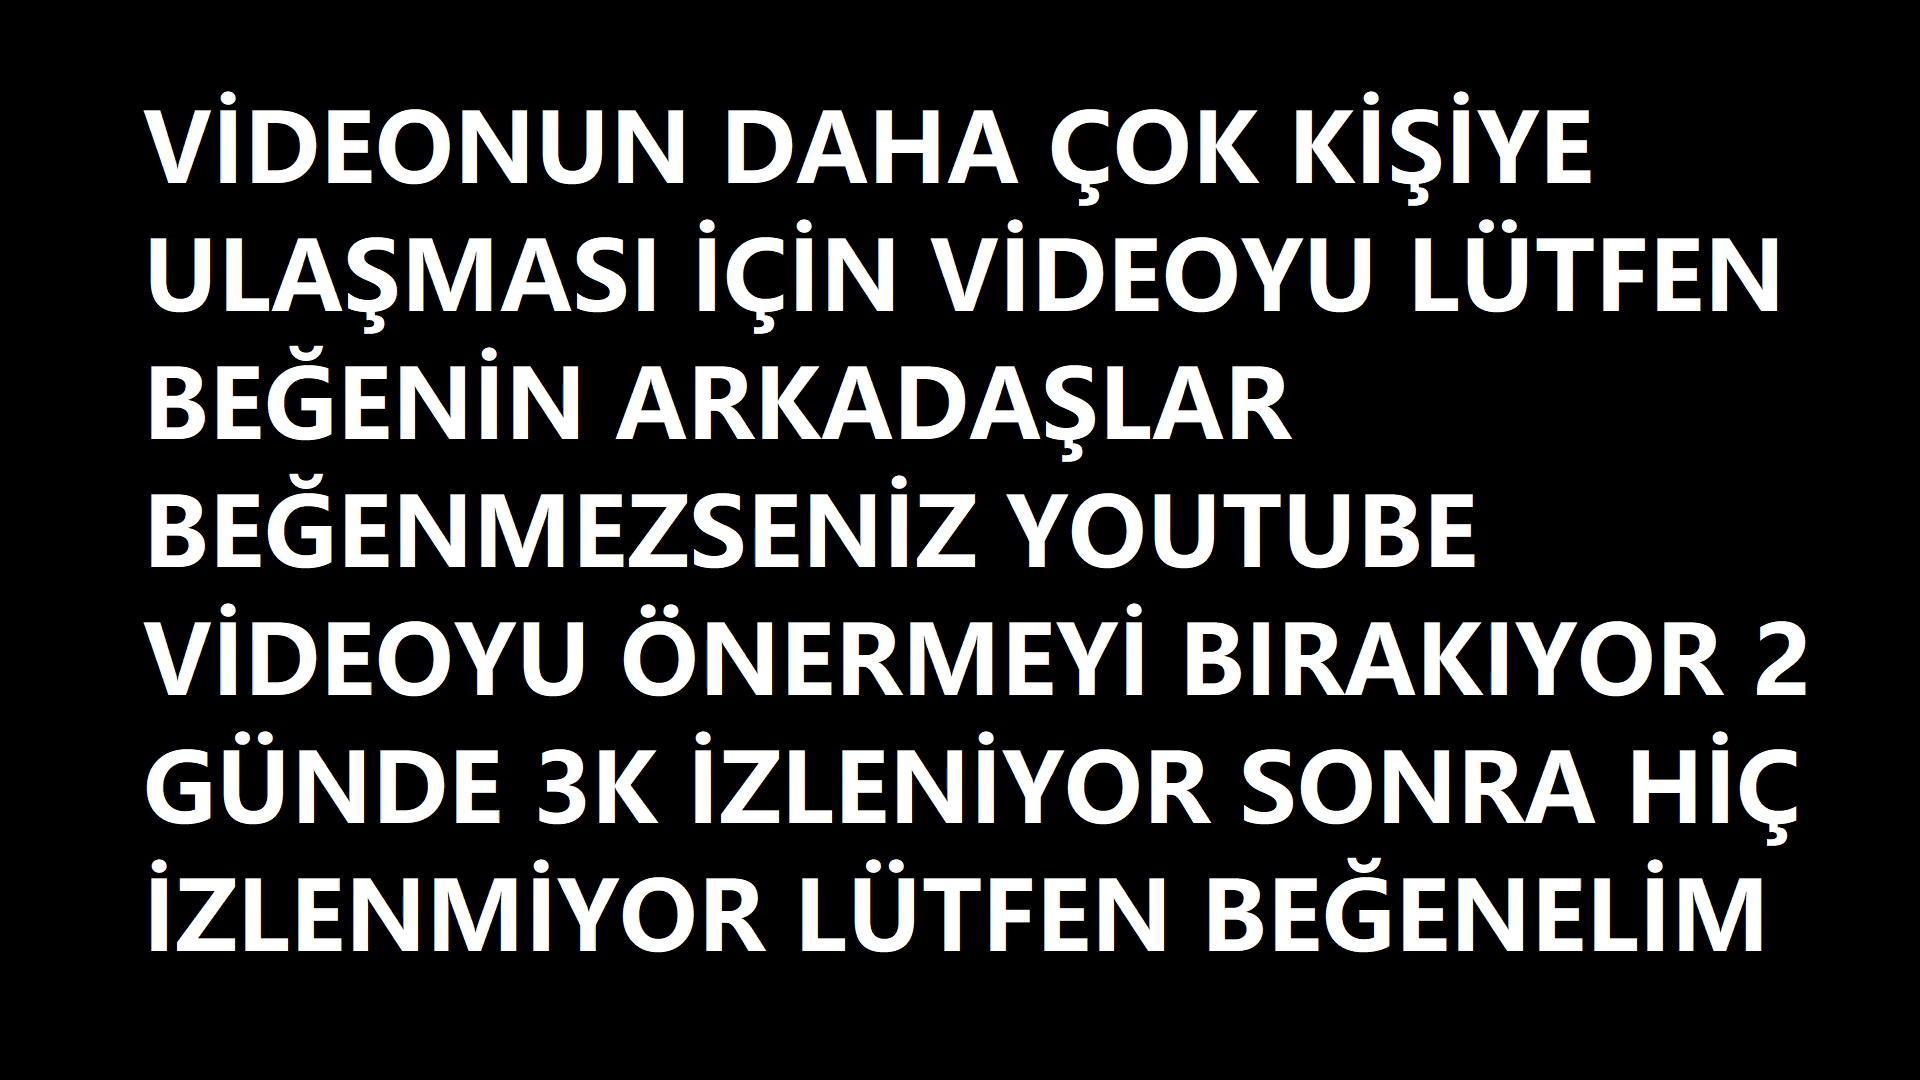 VİDEONUN DAHA ÇOK KİŞİYE
ULAŞMASI İÇİN VİDEOYU LÜTFEN
BEĞENİN ARKADAŞLAR
BEĞENMEZSENİZ YOUTUBE
VİDEOYU ÖNERMEYİ BIRAKIYOR 2
GÜNDE 3K İZLENİYOR SONRA HİÇ
İZLENMİYOR LÜTFEN BEĞENELİM